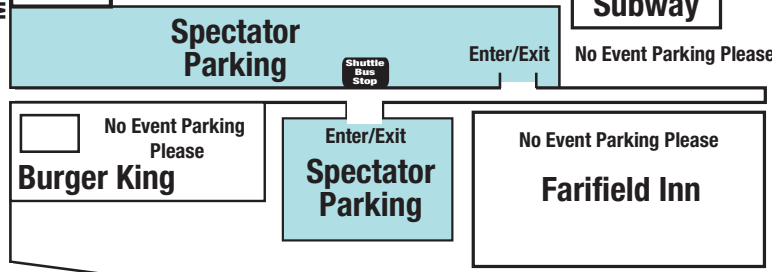 Subway
Spectator
Parking
Shuttle
Bus
Stop
Enter/Exit
No Event Parking Please
No Event Parking
Please
Burger King
Enter/Exit
Spectator
Parking
No Event Parking Please
Farifield Inn